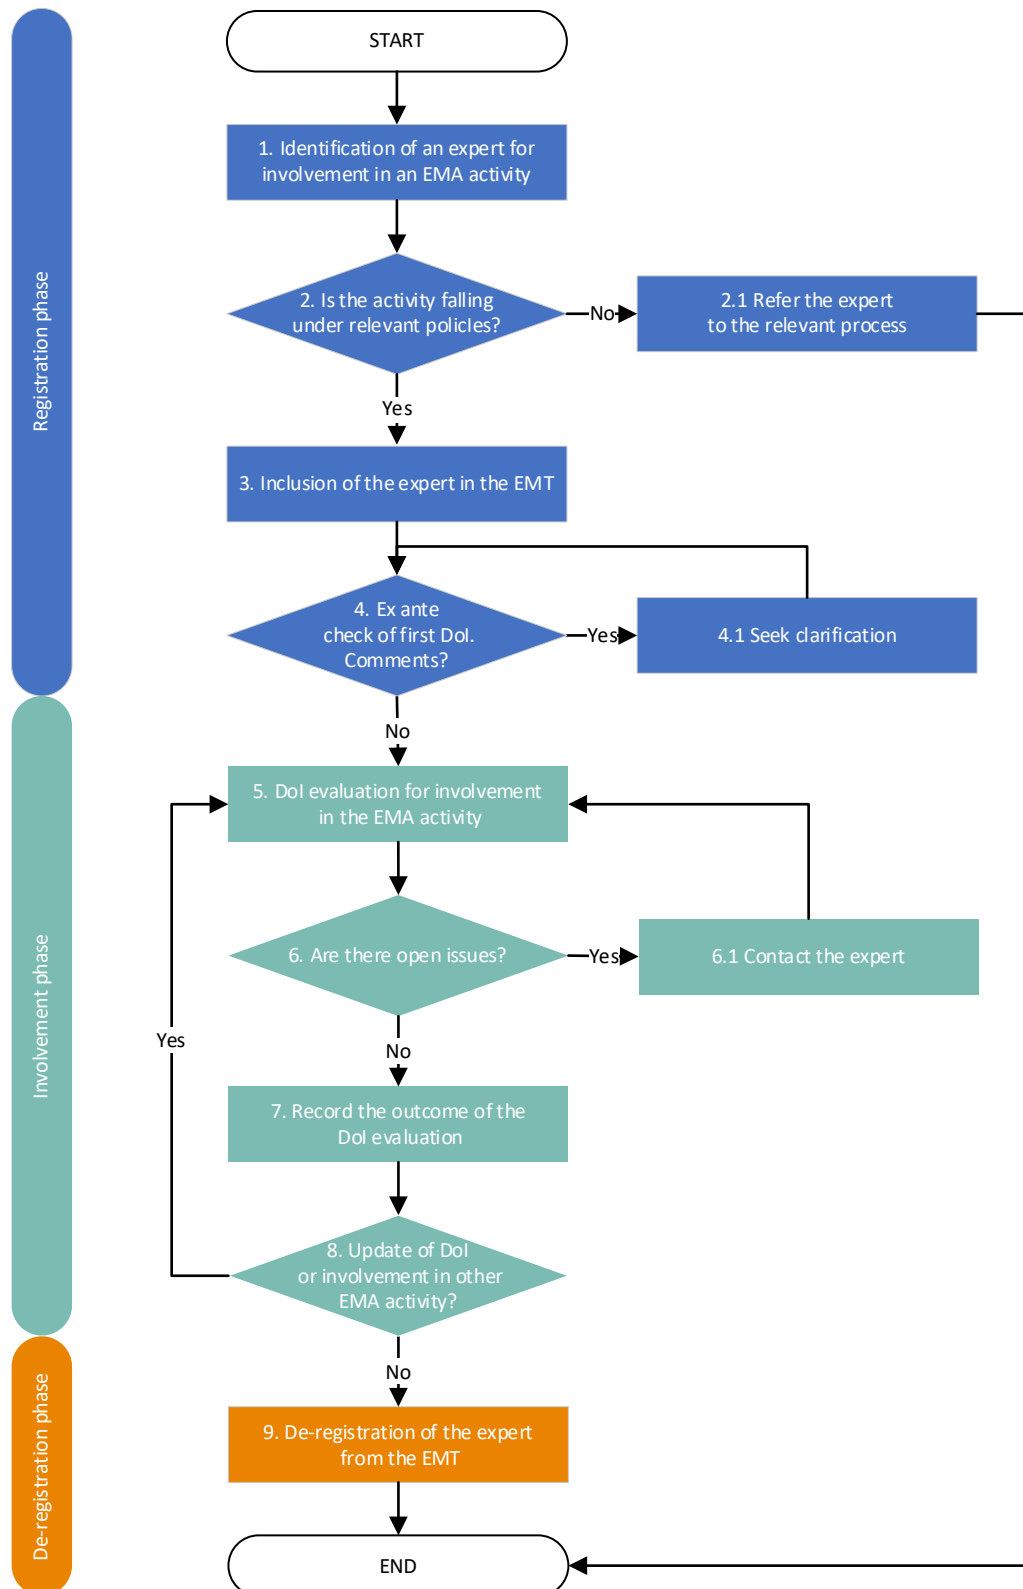 START
1. Identification of an expert for
involvement in an EMA activity
2. Is the activity falling
under relevant policies?
No
2.1 Refer the expert
to the relevant process
Yes
3. Inclusion of the expert in the EMT
4. Ex ante
check of first DoI.
Comments?
Yes
4.1 Seek clarification
No
Registration phase
5. DoI evaluation for involvement
in the EMA activity
6. Are there open issues?
Yes
6.1 Contact the expert
No
Yes
7. Record the outcome of the
DoI evaluation
8. Update of DoI
or involvement in other
EMA activity?
Involvement phase
No
9. De-registration of the expert
from the EMT
END
De-registration phase